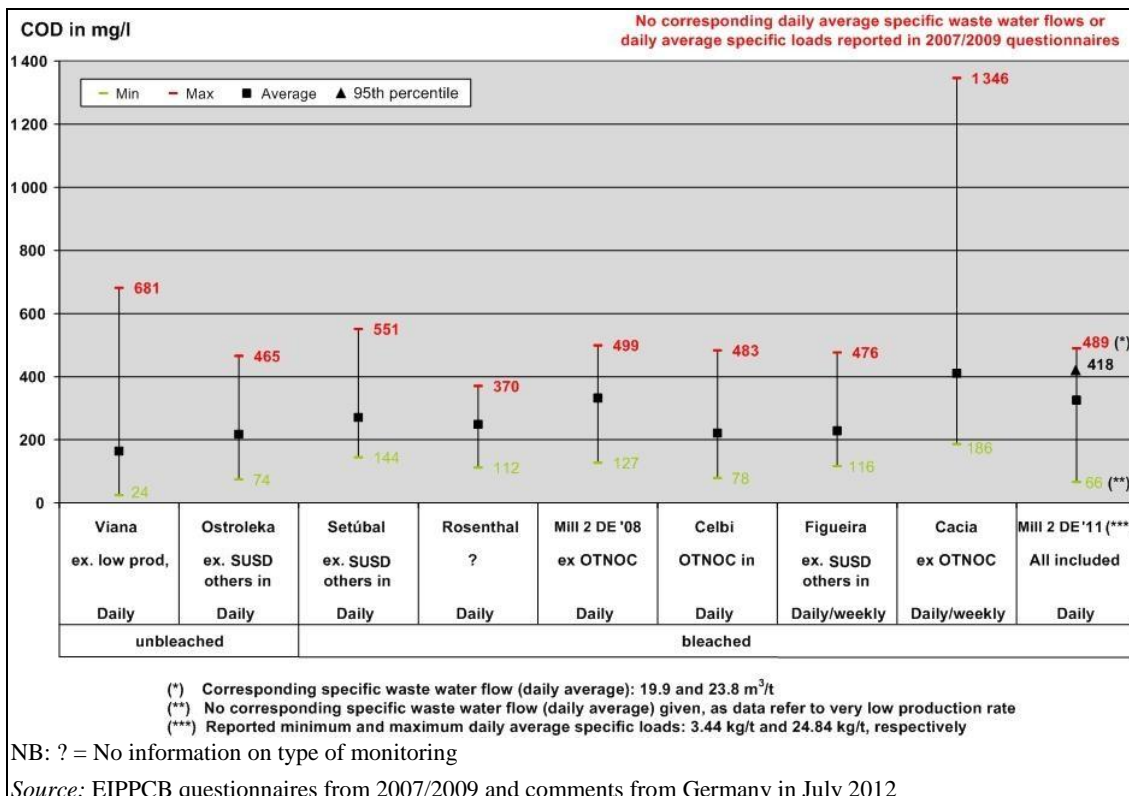 COD in mg/l
No corresponding daily average specific waste water flows or
daily average specific loads reported in 2007/2009 questionnaires
1 400
Min Max Average 95th percentile
1 346
1 200
1 000
800
681
600
551
499
483
476
489 (*)
465
418
400
370
200
186
144
127
116
112
78
74
66 (**)
24
0
Viana Ostroleka Setúbal Rosenthal Mill 2 DE '08 Celbi Figueira Cacia Mill 2 DE'11 (***)
ex. low prod, ex. SUSD ex. SUSD ? ex OTNOC OTNOC in ex. SUSD ex OTNOC All included
others in others in others in
Daily Daily Daily Daily Daily Daily Daily/weekly Daily/weekly Daily
unbleached bleached
(*) Corresponding specific waste water flow (daily average): 19.9 and 23.8 m³/t
(**) No corresponding specific waste water flow (daily average) given, as data refer to very low production rate
(***) Reported minimum and maximum daily average specific loads: 3.44 kg/t and 24.84 kg/t, respectively
NB: ? = No information on type of monitoring
Source: EIPPCB questionnaires from 2007/2009 and comments from Germany in July 2012